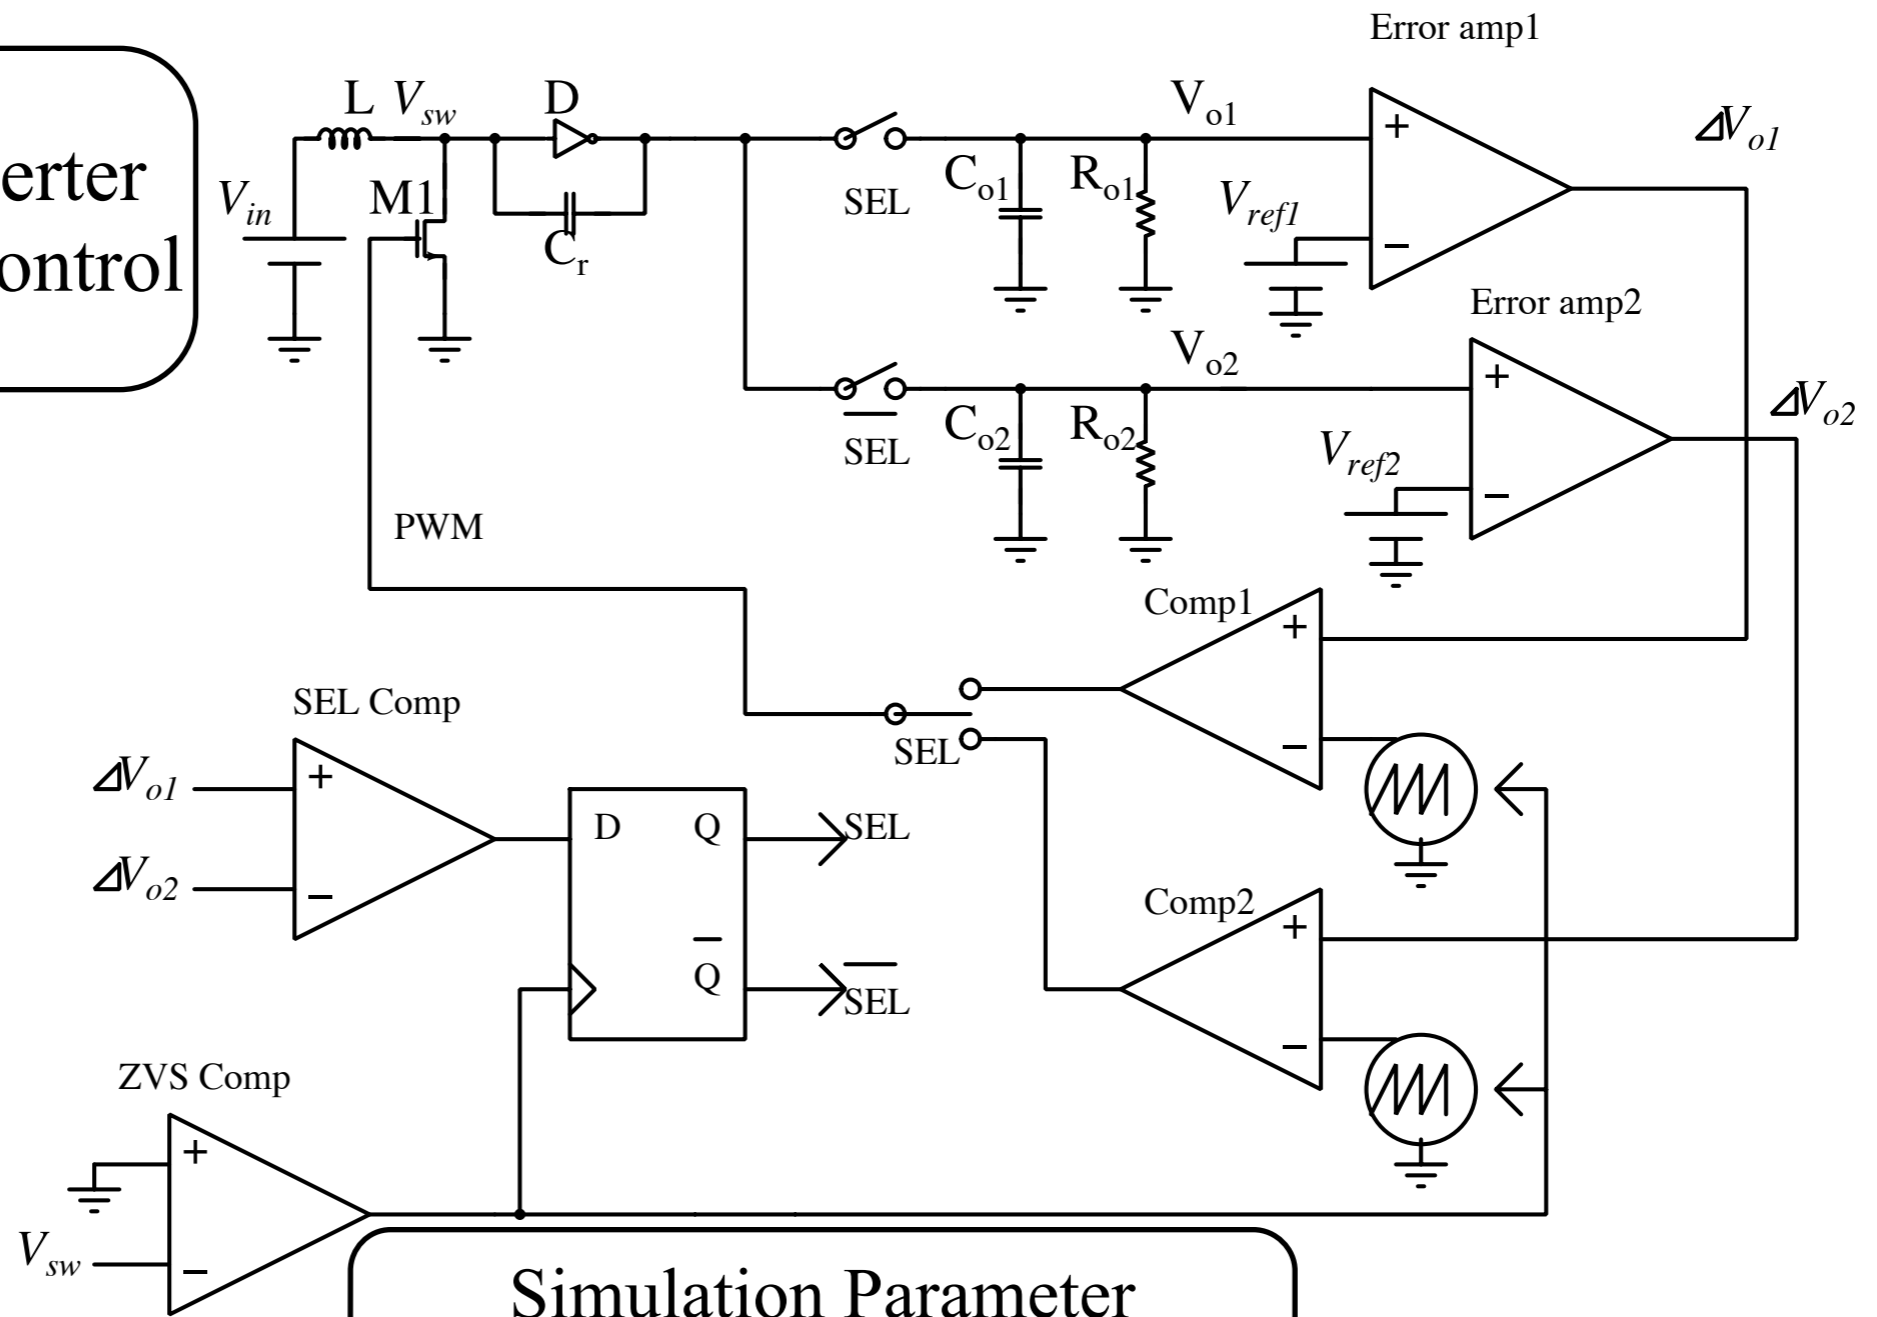 Error amp1
L V_sw D V_o1 ΔV_o1
+
erter
V_in M1 C_o1 R_o1 V_ref1
SEL
C_r −
ontrol
Error amp2
V_o2
+ ΔV_o2
SEL C_o2 R_o2 V_ref2
−
PWM
Comp1
+
SEL Comp
SEL −
ΔV_o1 +
D Q SEL
ΔV_o2 −
Comp2
+
Q SEL
−
ZVS Comp
+
V_sw −
Simulation Parameter